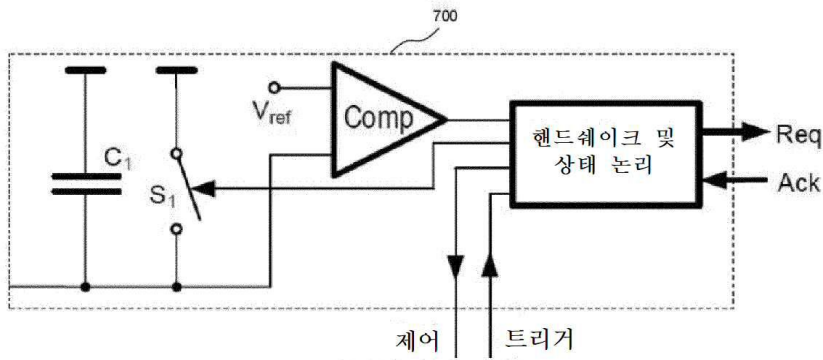 700
V_ref
Comp
C₁
S₁
핸드쉐이크 및
상태 논리
Req
Ack
제어
트리거